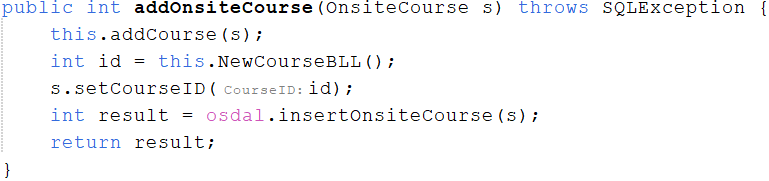 public int addOnsiteCourse(OnsiteCourse s) throws SQLException {
    this.addCourse(s);
    int id = this.NewCourseBLL();
    s.setCourseID( CourseID: id);
    int result = osdal.insertOnsiteCourse(s);
    return result;
}